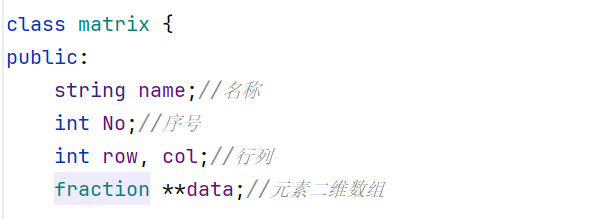 class matrix {
public:
    string name;//名称
    int No;//序号
    int row, col;//行列
    fraction **data;//元素二维数组